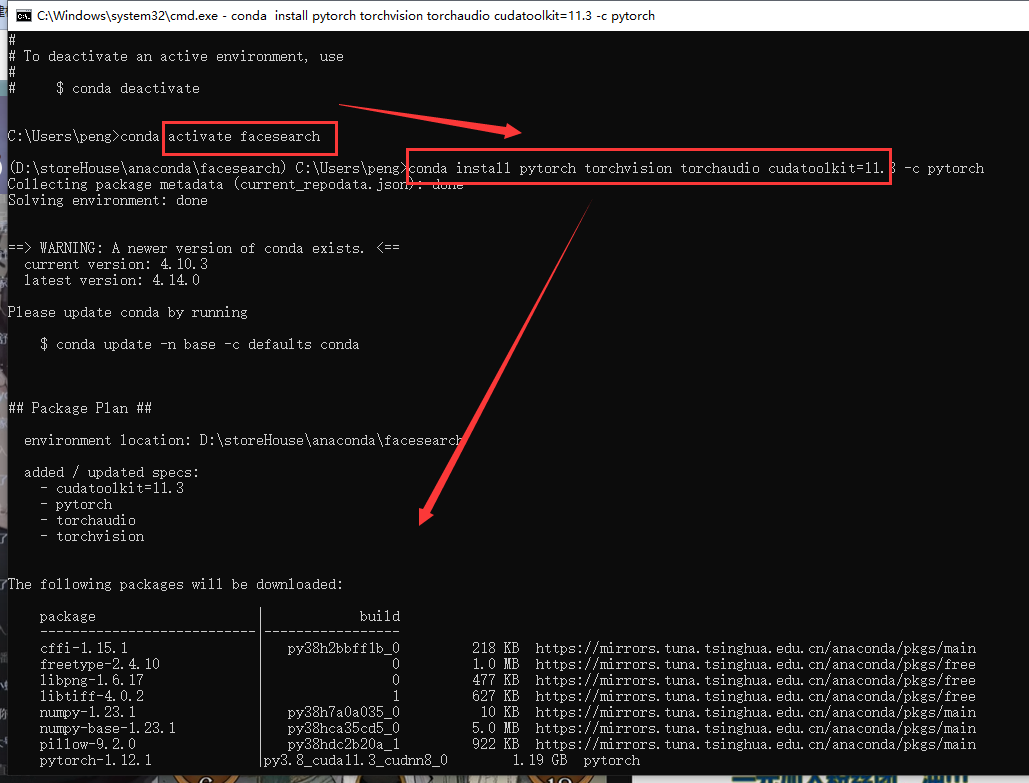 C:\Windows\system32\cmd.exe - conda  install pytorch torchvision torchaudio cudatoolkit=11.3 -c pytorch
#
# To deactivate an active environment, use
#
#     $ conda deactivate
C:\Users\peng>conda activate facesearch
(D:\storeHouse\anaconda\facesearch) C:\Users\peng>conda install pytorch torchvision torchaudio cudatoolkit=11.3 -c pytorch
Collecting package metadata (current_repodata.json): done
Solving environment: done
==> WARNING: A newer version of conda exists. <==
  current version: 4.10.3
  latest version: 4.14.0
Please update conda by running
    $ conda update -n base -c defaults conda
## Package Plan ##
  environment location: D:\storeHouse\anaconda\facesearch
  added / updated specs:
    - cudatoolkit=11.3
    - pytorch
    - torchaudio
    - torchvision
The following packages will be downloaded:
    package                    |            build
    ---------------------------|-----------------
    cffi-1.15.1                |   py38h2bbff1b_0         218 KB  https://mirrors.tuna.tsinghua.edu.cn/anaconda/pkgs/main
    freetype-2.4.10            |                0         1.0 MB  https://mirrors.tuna.tsinghua.edu.cn/anaconda/pkgs/free
    libpng-1.6.17              |                0         477 KB  https://mirrors.tuna.tsinghua.edu.cn/anaconda/pkgs/free
    libtiff-4.0.2              |                1         627 KB  https://mirrors.tuna.tsinghua.edu.cn/anaconda/pkgs/free
    numpy-1.23.1               |   py38h7a0a035_0          10 KB  https://mirrors.tuna.tsinghua.edu.cn/anaconda/pkgs/main
    numpy-base-1.23.1          |   py38hca35cd5_0         5.0 MB  https://mirrors.tuna.tsinghua.edu.cn/anaconda/pkgs/main
    pillow-9.2.0               |   py38hdc2b20a_1         922 KB  https://mirrors.tuna.tsinghua.edu.cn/anaconda/pkgs/main
    pytorch-1.12.1             |py3.8_cuda11.3_cudnn8_0        1.19 GB  pytorch